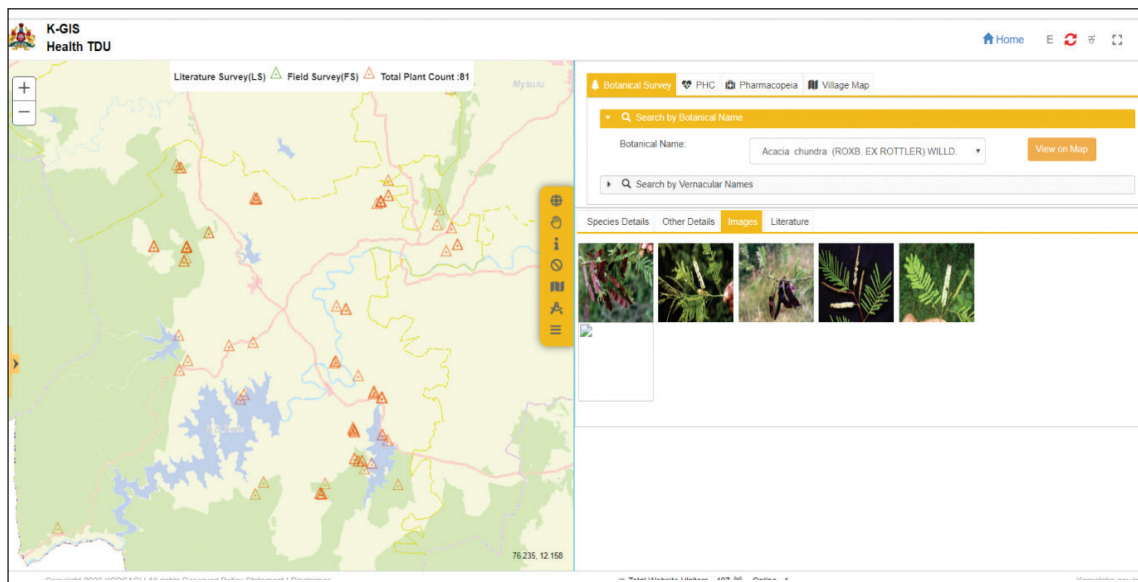 K-GIS
Health TDU
Home E ಕ
Literature Survey(LS) Field Survey(FS) Total Plant Count :81
Mysuru
+
−
Botanical Survey PHC Pharmacopeia Village Map
Search by Botanical Name
Botanical Name: Acacia chundra (ROXB. EX ROTTLER) WILLD. View on Map
Search by Vernacular Names
Species Details Other Details Images Literature
76.235, 12.158